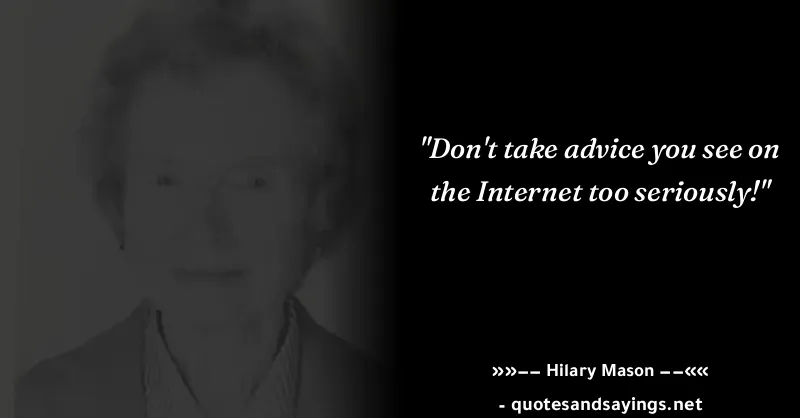 "Don't take advice you see on
the Internet too seriously!"
»»−− Hilary Mason −−««
- quotesandsayings.net